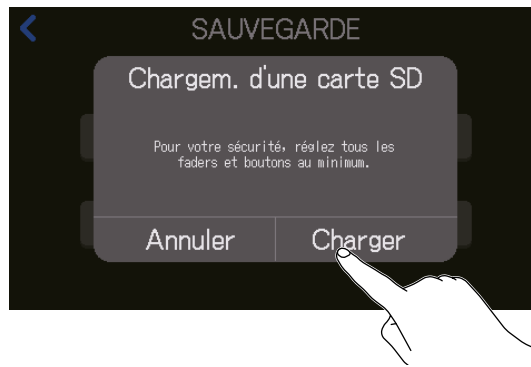 SAUVEGARDE
Chargem. d'une carte SD
Pour votre sécurité, réglez tous les
faders et boutons au minimum.
Annuler
Charger